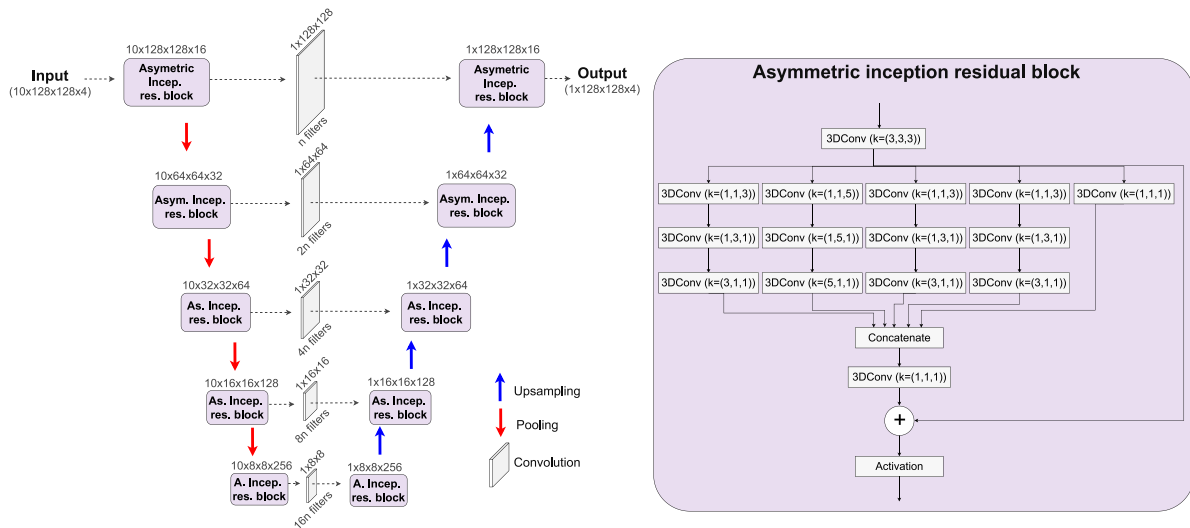 Input
(10x128x128x4)
10x128x128x16
Asymetric
Incep.
res. block
1x128x128
n filters
1x128x128x16
Asymetric
Incep.
res. block
Output
(1x128x128x4)
10x64x64x32
Asym. Incep.
res. block
1x64x64
2n filters
1x64x64x32
Asym. Incep.
res. block
10x32x32x64
As. Incep.
res. block
1x32x32
4n filters
1x32x32x64
As. Incep.
res. block
10x16x16x128
As. Incep.
res. block
1x16x16
8n filters
1x16x16x128
As. Incep.
res. block
10x8x8x256
A. Incep.
res. block
1x8x8
16n filters
1x8x8x256
A. Incep.
res. block
Upsampling
Pooling
Convolution
Asymmetric inception residual block
3DConv (k=(3,3,3))
3DConv (k=(1,1,3)) 3DConv (k=(1,1,5)) 3DConv (k=(1,1,3)) 3DConv (k=(1,1,3)) 3DConv (k=(1,1,1))
3DConv (k=(1,3,1)) 3DConv (k=(1,5,1)) 3DConv (k=(1,3,1)) 3DConv (k=(1,3,1))
3DConv (k=(3,1,1)) 3DConv (k=(5,1,1)) 3DConv (k=(3,1,1)) 3DConv (k=(3,1,1))
Concatenate
3DConv (k=(1,1,1))
+
Activation